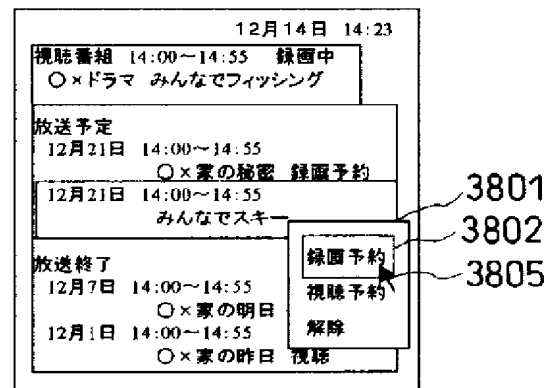 12月14日 14:23
視聴番組 14:00〜14:55 録画中
○×ドラマ みんなでフィッシング
放送予定
12月21日 14:00〜14:55
○×家の秘密 録画予約
12月21日 14:00〜14:55
みんなでスキー
3801
録画予約
3802
視聴予約
3805
解除
放送終了
12月7日 14:00〜14:55
○×家の明日
12月1日 14:00〜14:55
○×家の昨日 視聴